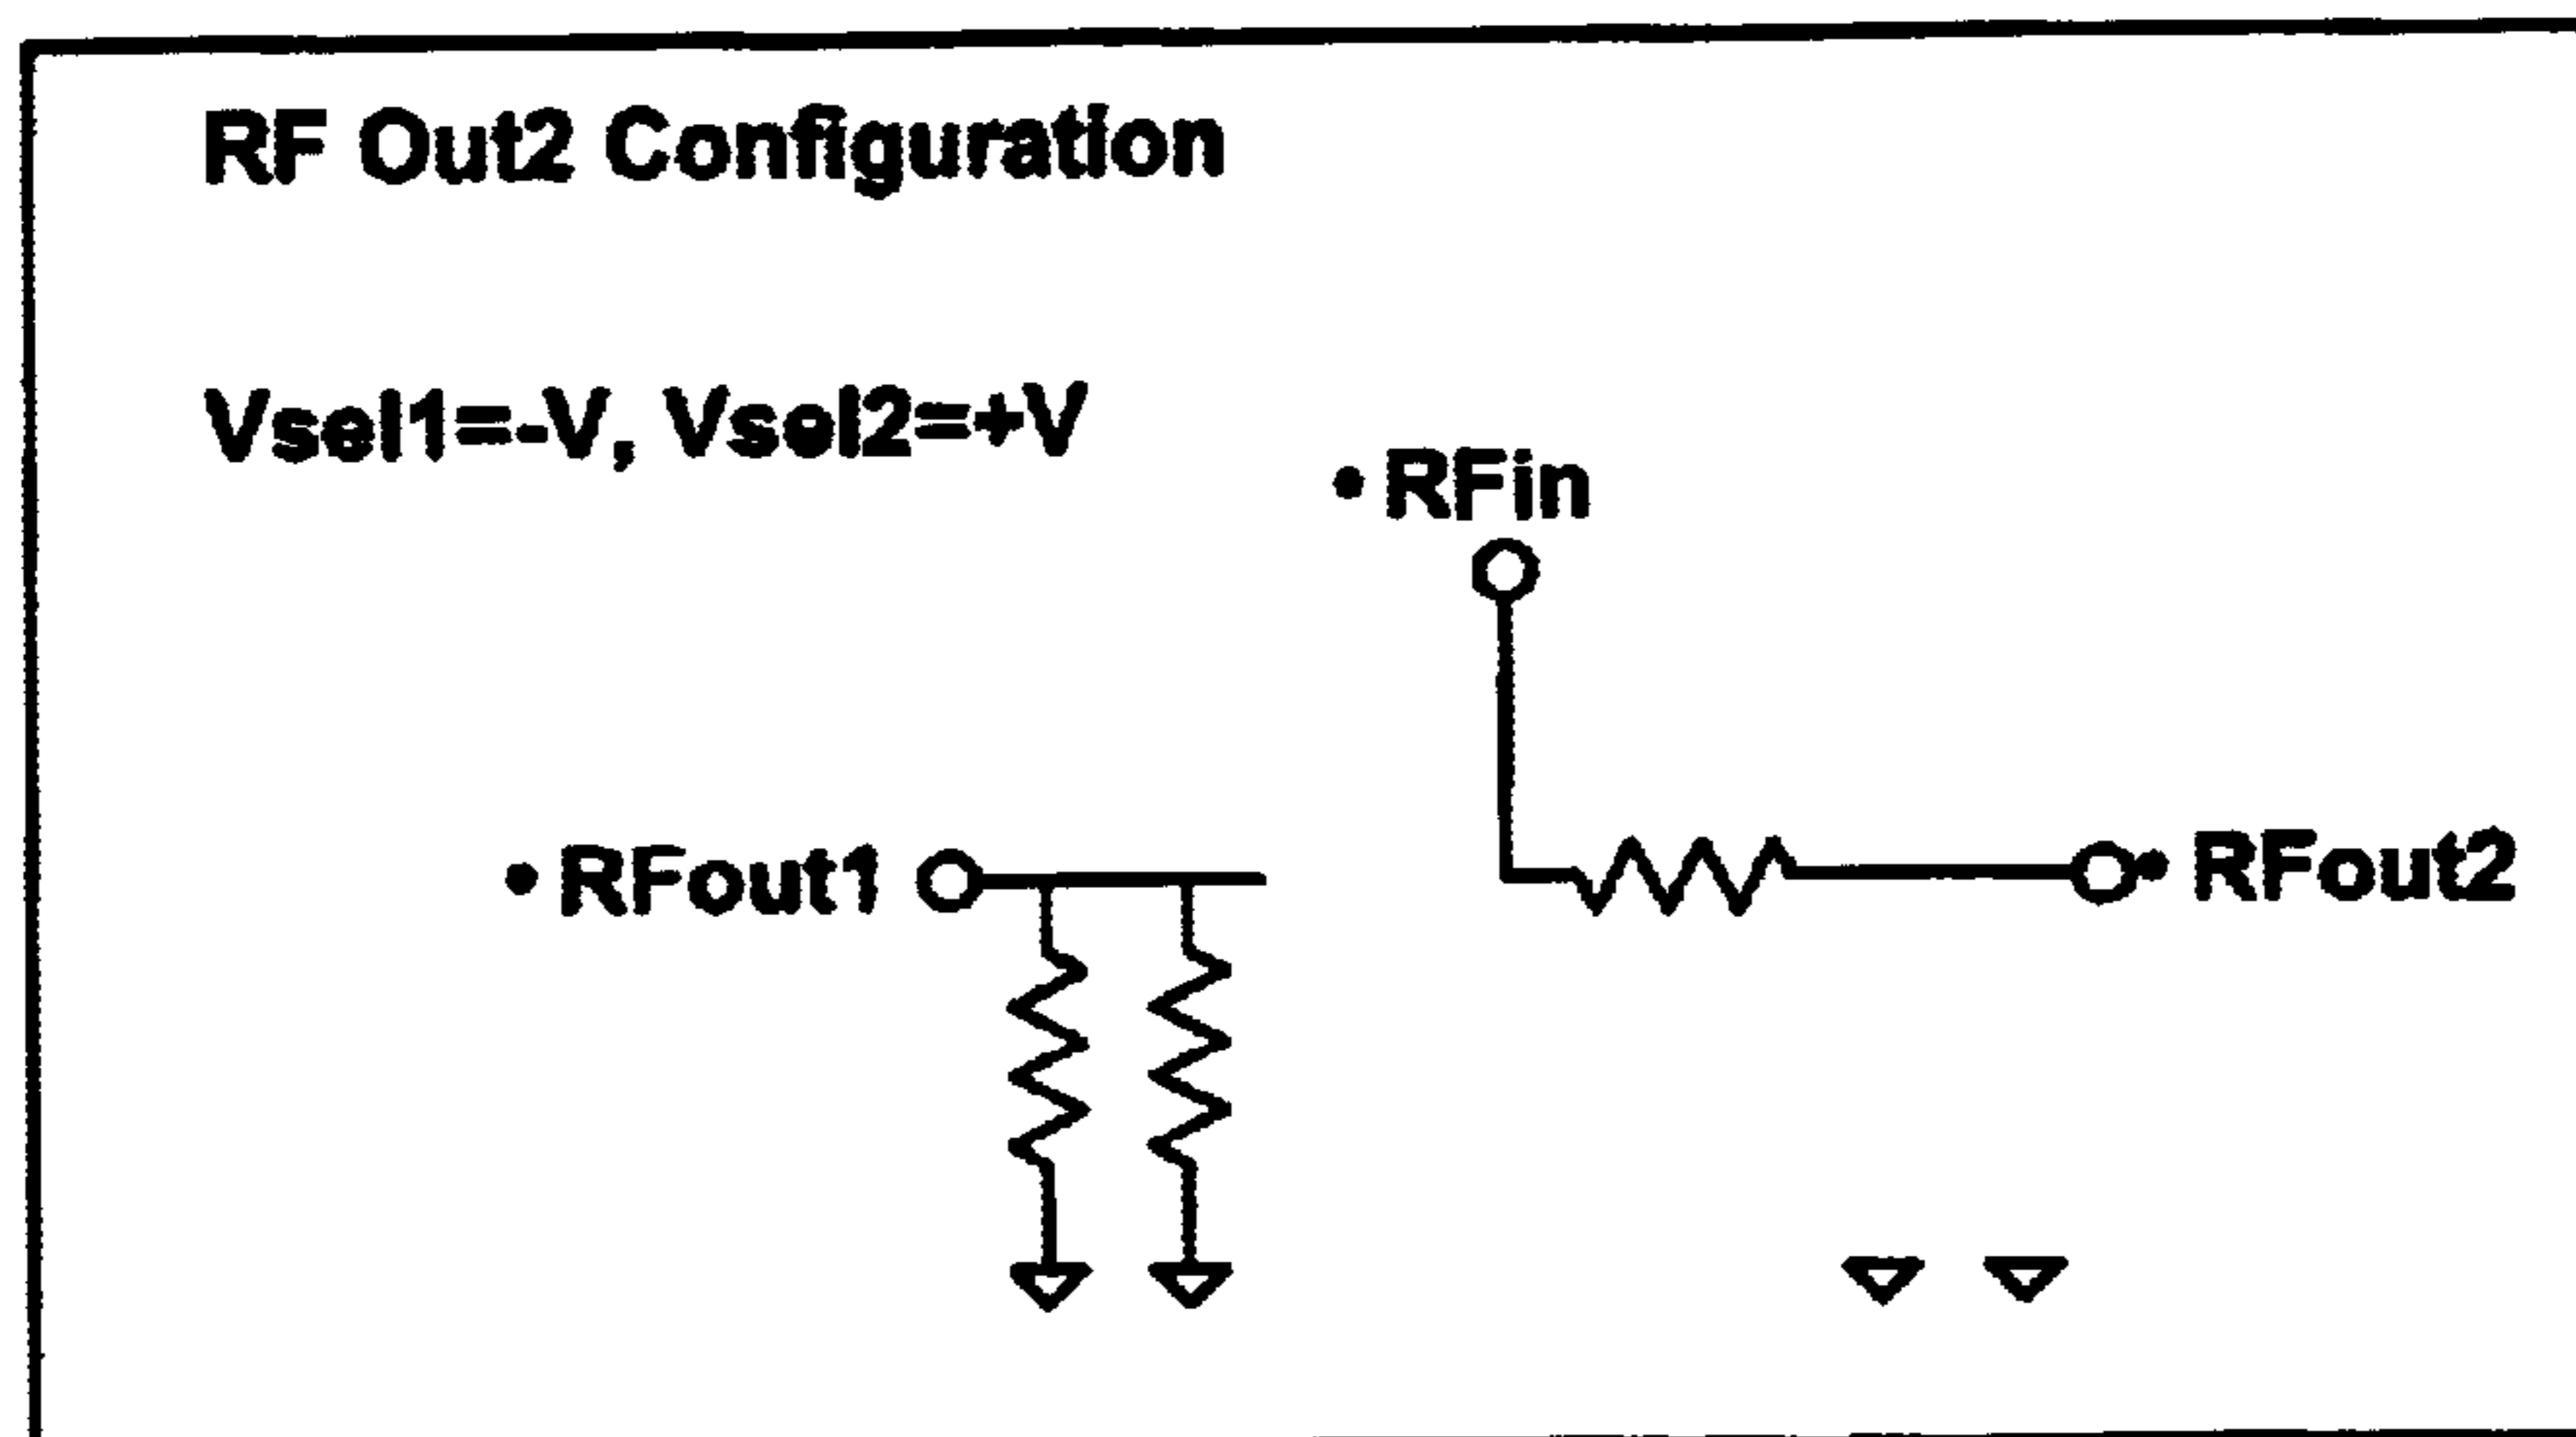 RF Out2 Configuration
Vsel1=-V, Vsel2=+V
• RFin
• RFout1
• RFout2